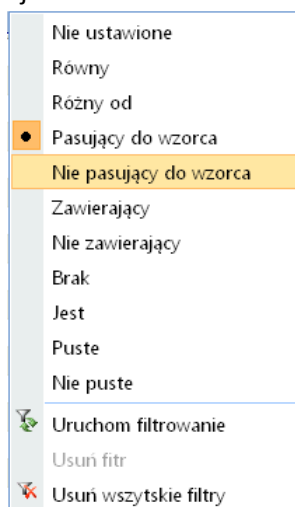 Nie ustawione
Równy
Różny od
Pasujący do wzorca
Nie pasujący do wzorca
Zawierający
Nie zawierający
Brak
Jest
Puste
Nie puste
Uruchom filtrowanie
Usuń fitr
Usuń wszytskie filtry